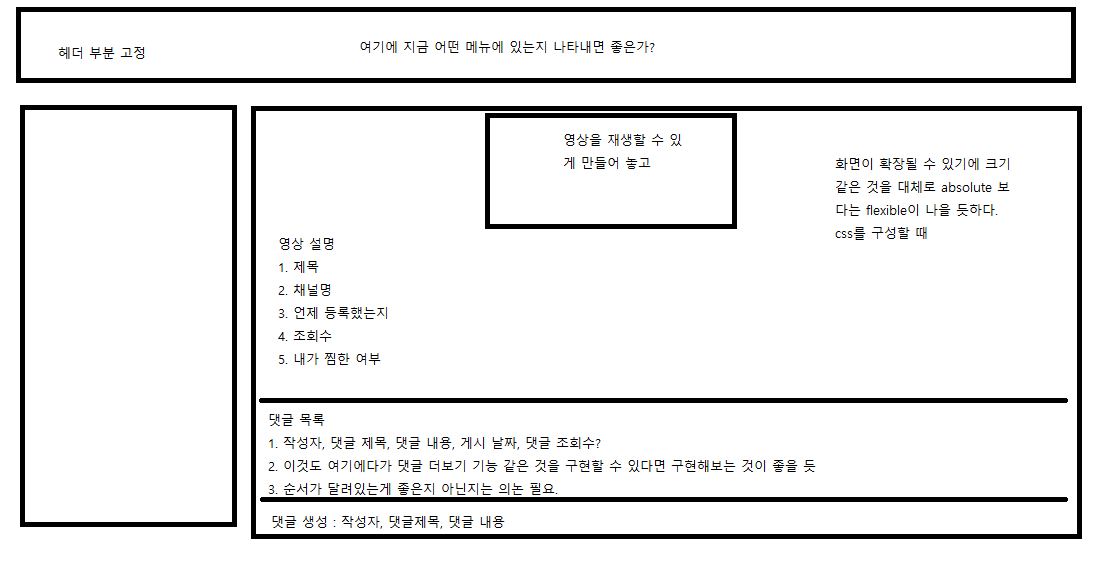 헤더 부분 고정
여기에 지금 어떤 메뉴에 있는지 나타내면 좋은가?
영상을 재생할 수 있
게 만들어 놓고
화면이 확장될 수 있기에 크기
같은 것을 대체로 absolute 보
다는 flexible이 나을 듯하다.
css를 구성할 때
영상 설명
1. 제목
2. 채널명
3. 언제 등록했는지
4. 조회수
5. 내가 찜한 여부
댓글 목록
1. 작성자, 댓글 제목, 댓글 내용, 게시 날짜, 댓글 조회수?
2. 이것도 여기에다가 댓글 더보기 기능 같은 것을 구현할 수 있다면 구현해보는 것이 좋을 듯
3. 순서가 달려있는게 좋은지 아닌지는 의논 필요.
댓글 생성 : 작성자, 댓글제목, 댓글 내용